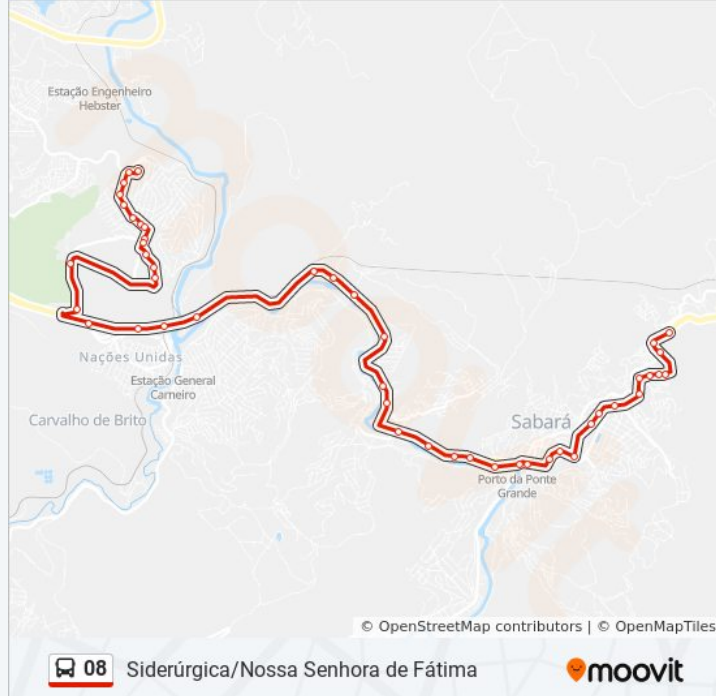 Estação Engenheiro
Hebster
Nações Unidas
Estação General
Carneiro
Carvalho de Brito
Sabará
Porto da Ponte
Grande
© OpenStreetMap contributors | © OpenMapTiles
08 Siderúrgica/Nossa Senhora de Fátima
moovit